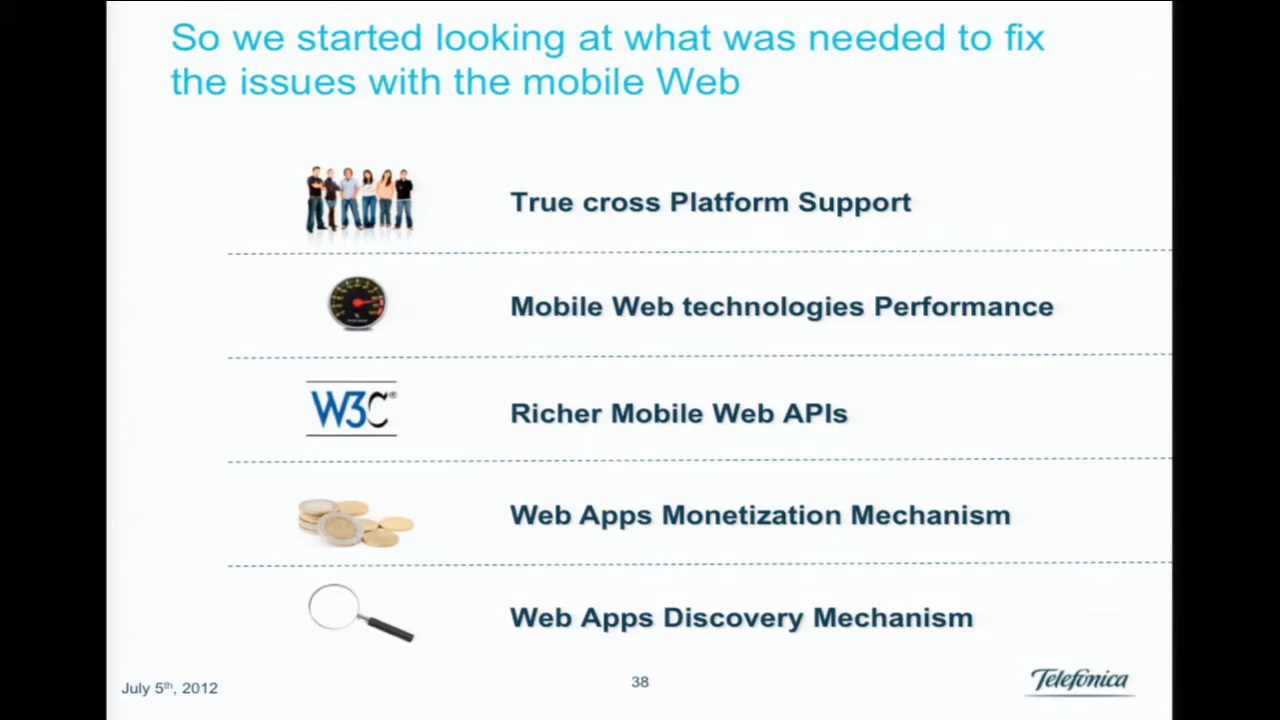 So we started looking at what was needed to fix
the issues with the mobile Web
True cross Platform Support
Mobile Web technologies Performance
W3C®
Richer Mobile Web APIs
Web Apps Monetization Mechanism
Web Apps Discovery Mechanism
July 5th, 2012
38
Telefónica